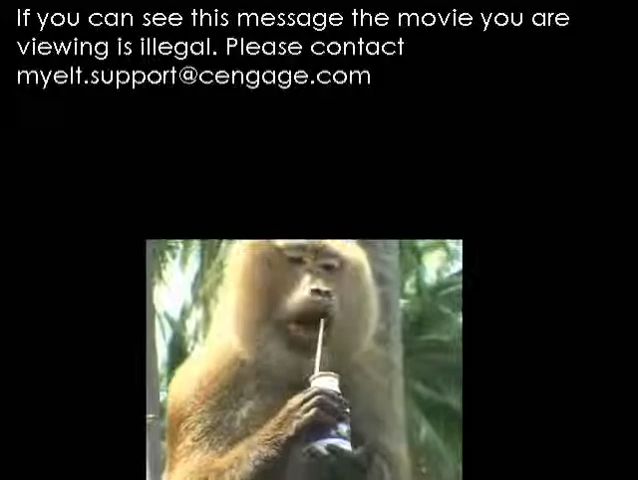 If you can see this message the movie you are
viewing is illegal. Please contact
myelt.support@cengage.com